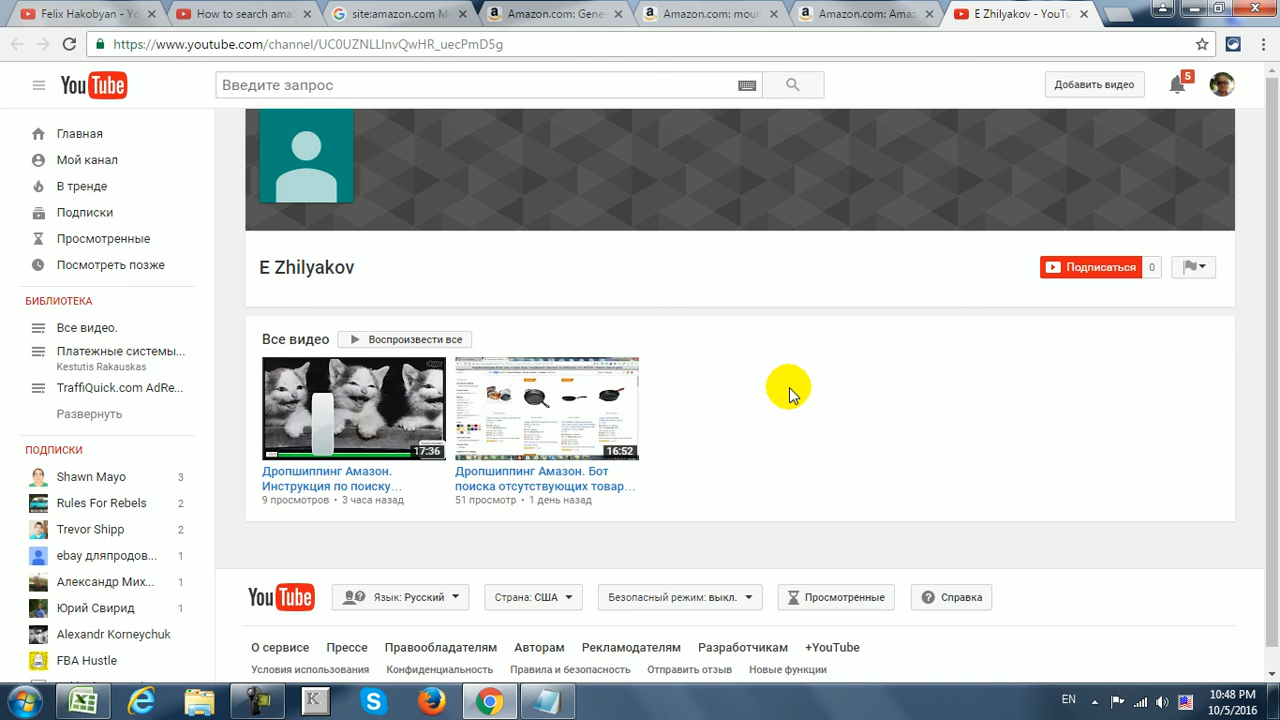 Felix Hakobyan - Yo
How to search ama
site:amazon.com M
Amazon.com: Gene
Amazon.com: mour
Amazon.com: Ama
E Zhilyakov - YouTu
https://www.youtube.com/channel/UC0UZNLLlnvQwHR_uecPmD5g
YouTube
Введите запрос
Добавить видео
5
Главная
Мой канал
В тренде
Подписки
Просмотренные
Посмотреть позже
БИБЛИОТЕКА
Все видео.
Платежные системы...
Kestutis Rakauskas
TraffiQuick.com AdRe...
Развернуть
ПОДПИСКИ
Shawn Mayo 3
Rules For Rebels 2
Trevor Shipp 2
ebay дляпродов... 1
Александр Мих... 1
Юрий Свирид 1
Alexandr Korneychuk
FBA Hustle
E Zhilyakov
Подписаться 0
Все видео
Воспроизвести все
17:36
16:52
Дропшиппинг Амазон.
Инструкция по поиску...
9 просмотров • 3 часа назад
Дропшиппинг Амазон. Бот
поиска отсутствующих товар...
51 просмотр • 1 день назад
YouTube
Язык: Русский
Страна: США
Безопасный режим: выкл.
Просмотренные
Справка
О сервисе Прессе Правообладателям Авторам Рекламодателям Разработчикам +YouTube
Условия использования Конфиденциальность Правила и безопасность Отправить отзыв Новые функции
EN
10:48 PM
10/5/2016